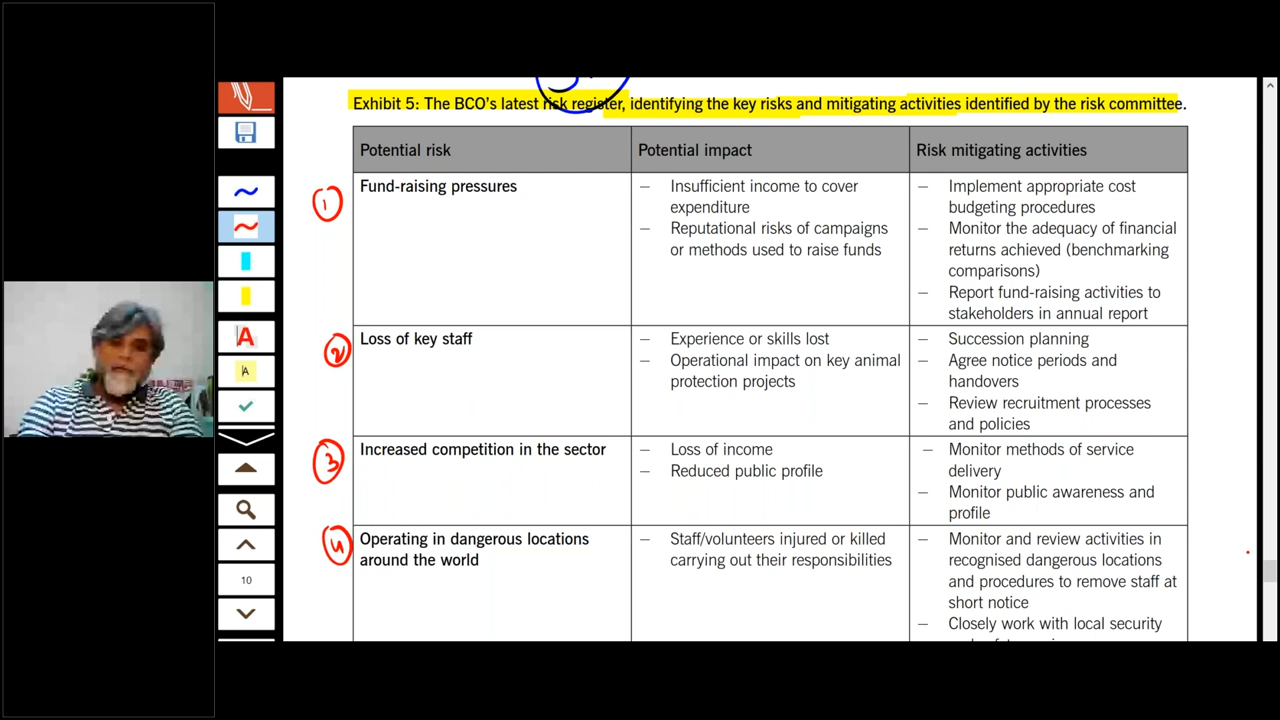 Exhibit 5: The BCO's latest risk register, identifying the key risks and mitigating activities identified by the risk committee.
Potential risk
Potential impact
Risk mitigating activities
1
Fund-raising pressures
– Insufficient income to cover
expenditure
– Reputational risks of campaigns
or methods used to raise funds
– Implement appropriate cost
budgeting procedures
– Monitor the adequacy of financial
returns achieved (benchmarking
comparisons)
– Report fund-raising activities to
stakeholders in annual report
2
Loss of key staff
– Experience or skills lost
– Operational impact on key animal
protection projects
– Succession planning
– Agree notice periods and
handovers
– Review recruitment processes
and policies
3
Increased competition in the sector
– Loss of income
– Reduced public profile
– Monitor methods of service
delivery
– Monitor public awareness and
profile
4
Operating in dangerous locations
around the world
– Staff/volunteers injured or killed
carrying out their responsibilities
– Monitor and review activities in
recognised dangerous locations
and procedures to remove staff at
short notice
– Closely work with local security
A
A
10